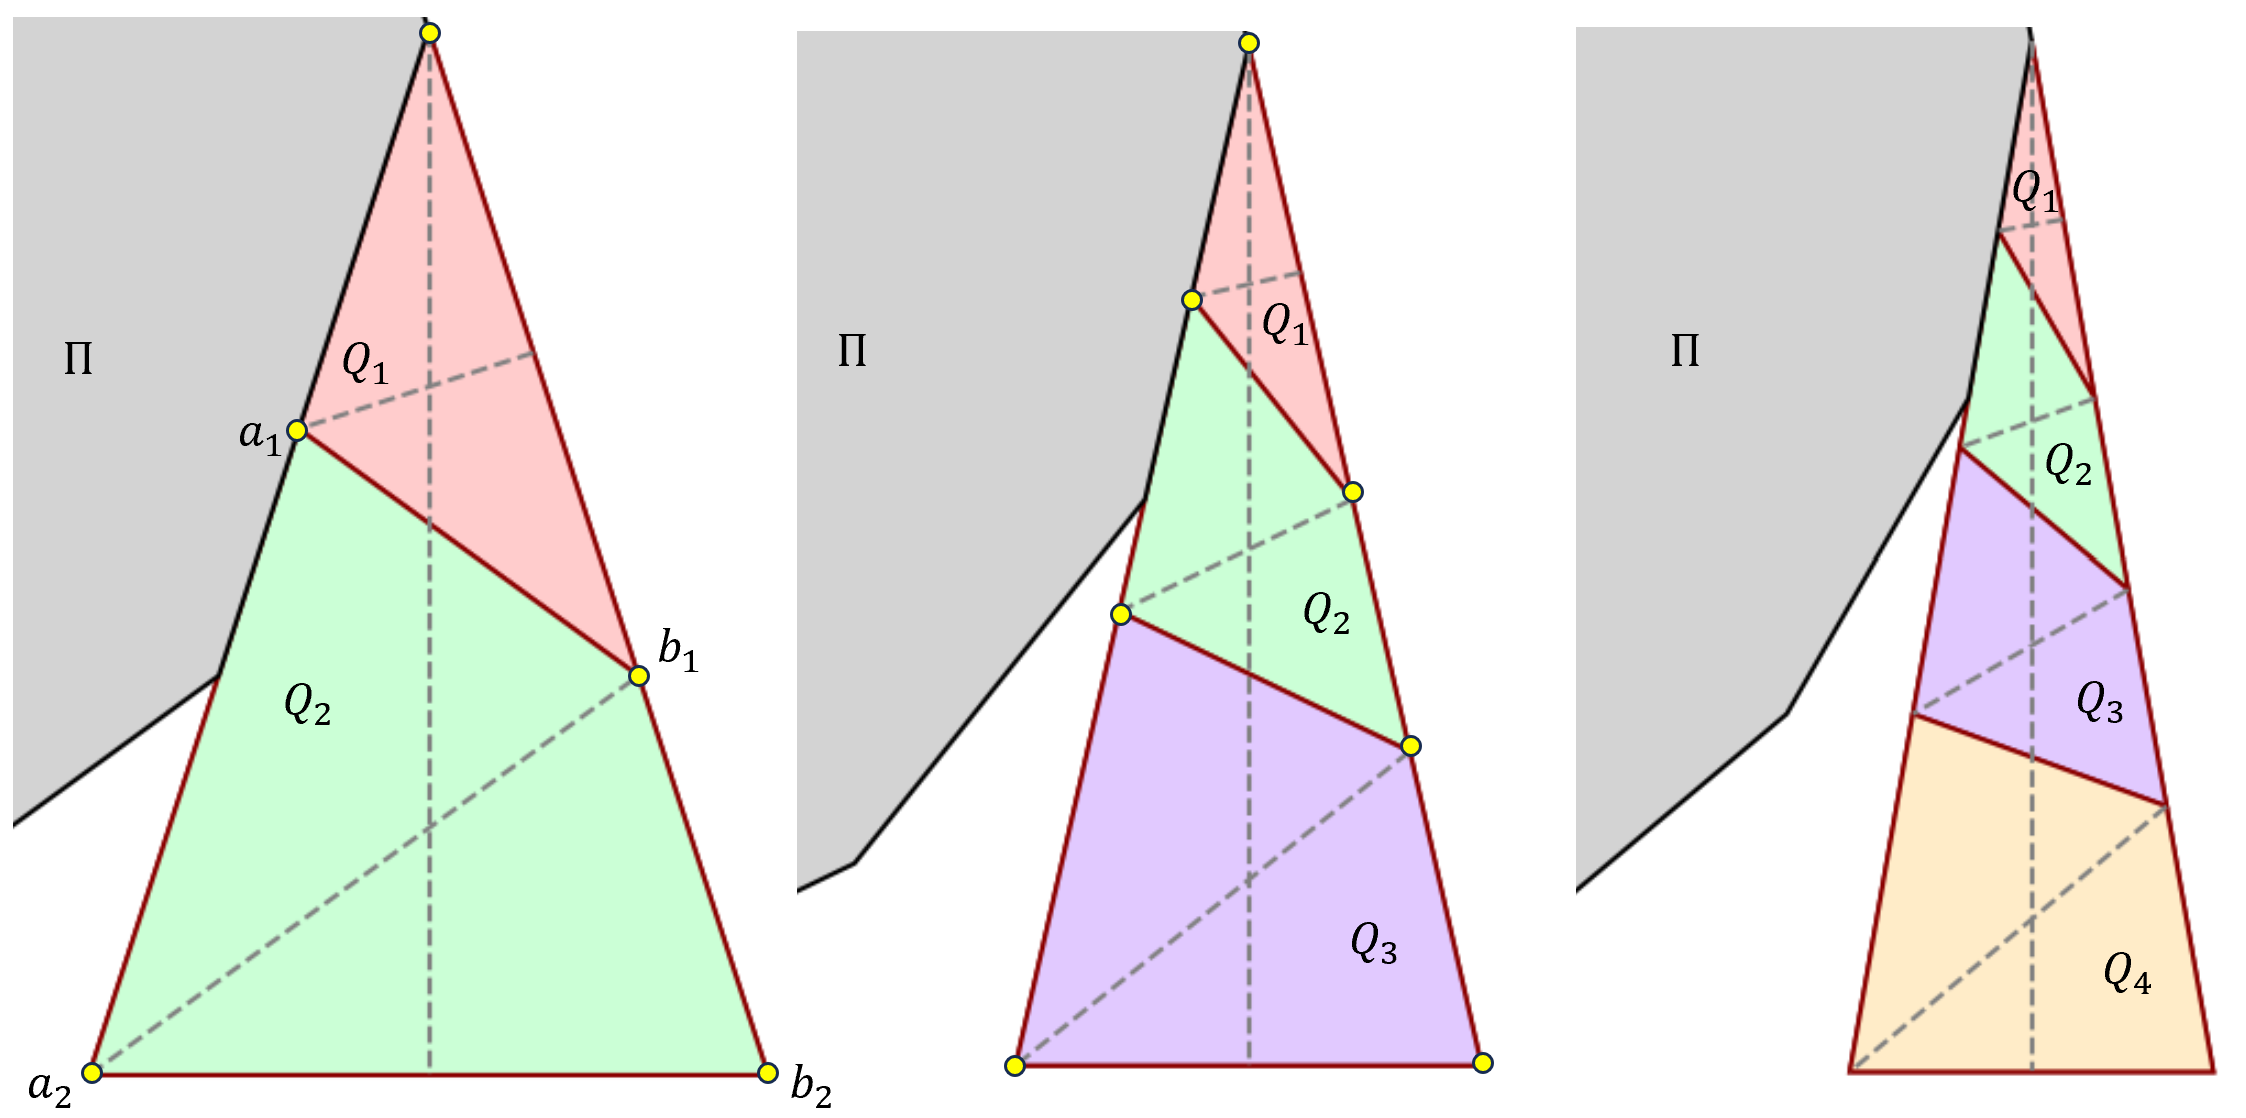 Π
Q₁
a₁
b₁
Q₂
a₂
b₂
Π
Q₁
Q₂
Q₃
Π
Q₁
Q₂
Q₃
Q₄